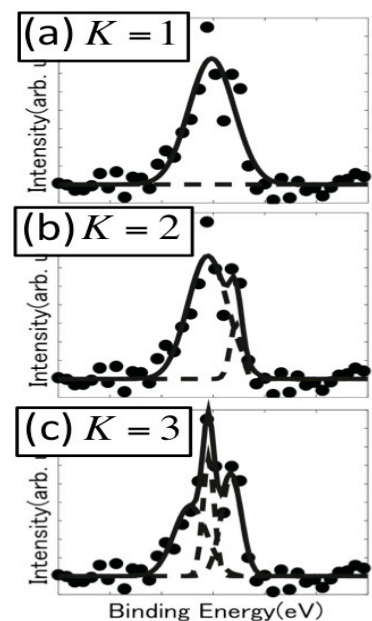 (a) K = 1
Intensity(arb. u
(b) K = 2
Intensity(arb. u
(c) K = 3
Intensity(arb. u
Binding Energy(eV)